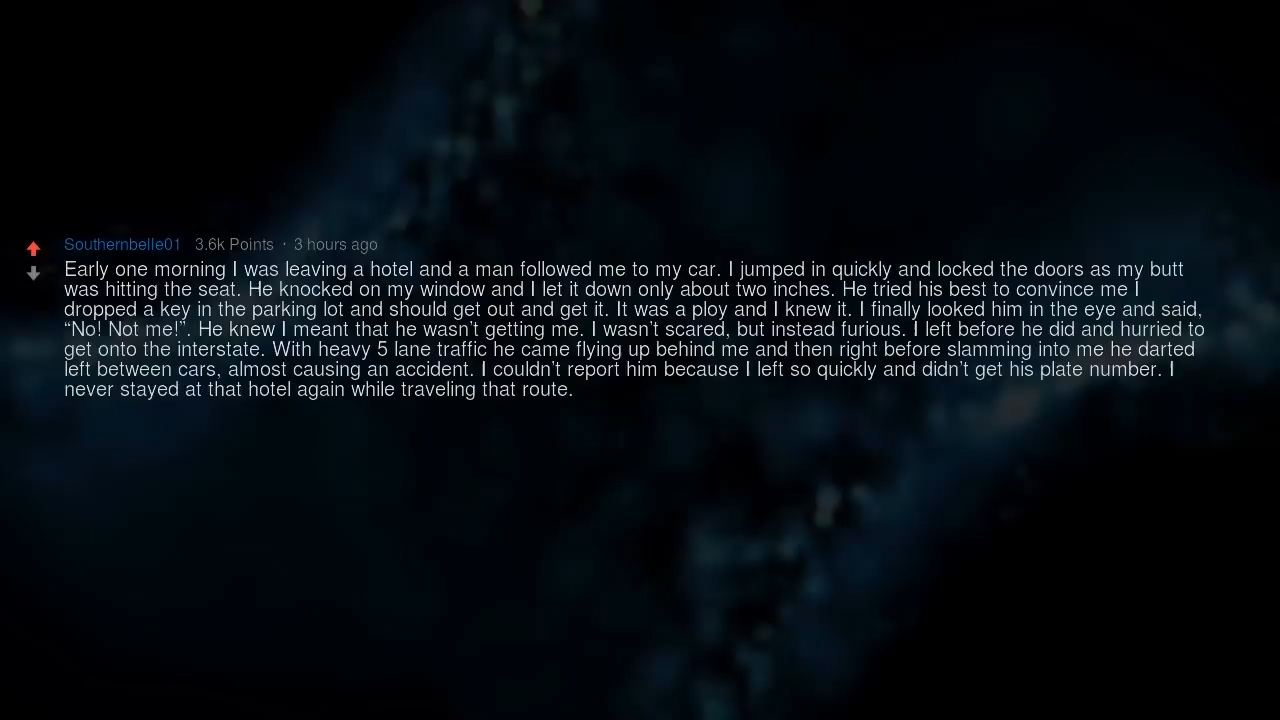 Southernbelle01 3.6k Points · 3 hours ago
Early one morning I was leaving a hotel and a man followed me to my car. I jumped in quickly and locked the doors as my butt
was hitting the seat. He knocked on my window and I let it down only about two inches. He tried his best to convince me I
dropped a key in the parking lot and should get out and get it. It was a ploy and I knew it. I finally looked him in the eye and said,
“No! Not me!”. He knew I meant that he wasn’t getting me. I wasn’t scared, but instead furious. I left before he did and hurried to
get onto the interstate. With heavy 5 lane traffic he came flying up behind me and then right before slamming into me he darted
left between cars, almost causing an accident. I couldn’t report him because I left so quickly and didn’t get his plate number. I
never stayed at that hotel again while traveling that route.